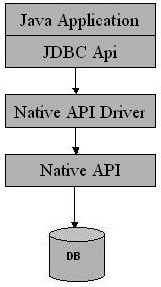 Java Application
JDBC Api
Native API Driver
Native API
DB